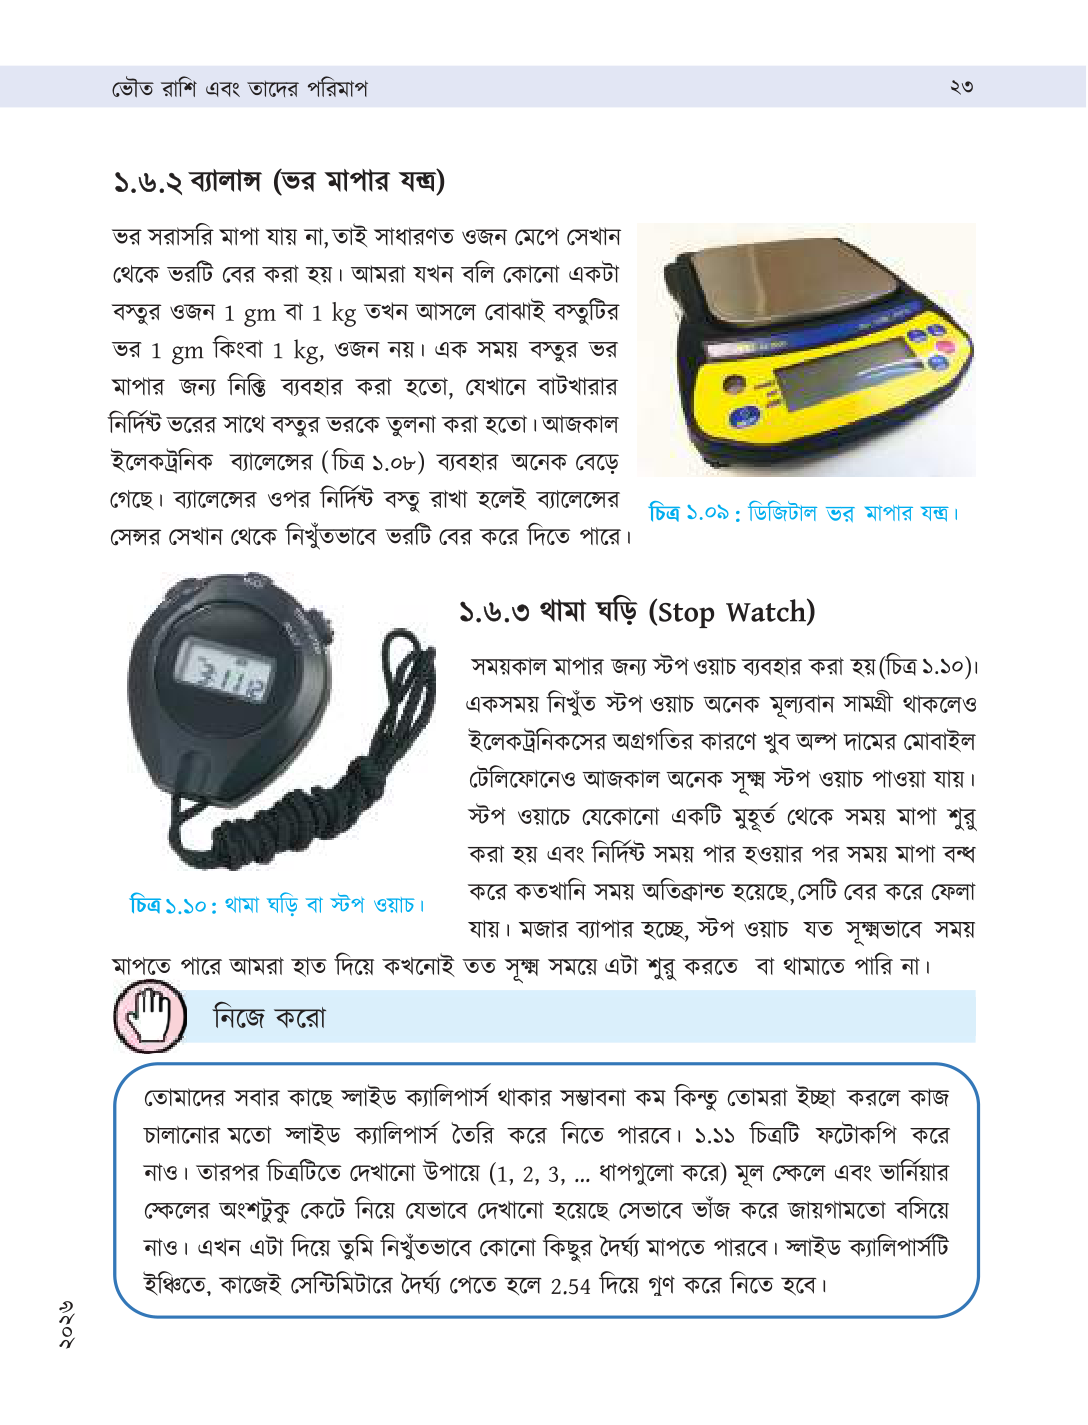 ভৌত রাশি এবং তাদের পরিমাপ
২৩
১.৬.২ ব্যালান্স (ভর মাপার যন্ত্র)
ভর সরাসরি মাপা যায় না, তাই সাধারণত ওজন মেপে সেখান
থেকে ভরটি বের করা হয়। আমরা যখন বলি কোনো একটা
বস্তুর ওজন 1 gm বা 1 kg তখন আসলে বোঝাই বস্তুটির
ভর 1 gm কিংবা 1 kg, ওজন নয়। এক সময় বস্তুর ভর
মাপার জন্য নিক্তি ব্যবহার করা হতো, যেখানে বাটখারার
নির্দিষ্ট ভরের সাথে বস্তুর ভরকে তুলনা করা হতো। আজকাল
ইলেকট্রনিক ব্যালেন্সের (চিত্র ১.০৮) ব্যবহার অনেক বেড়ে
গেছে। ব্যালেন্সের ওপর নির্দিষ্ট বস্তু রাখা হলেই ব্যালেন্সের
সেন্সর সেখান থেকে নিখুঁতভাবে ভরটি বের করে দিতে পারে।
চিত্র ১.০৯ : ডিজিটাল ভর মাপার যন্ত্র।
১.৬.৩ থামা ঘড়ি (Stop Watch)
সময়কাল মাপার জন্য স্টপ ওয়াচ ব্যবহার করা হয় (চিত্র ১.১০)।
একসময় নিখুঁত স্টপ ওয়াচ অনেক মূল্যবান সামগ্রী থাকলেও
ইলেকট্রনিকসের অগ্রগতির কারণে খুব অল্প দামের মোবাইল
টেলিফোনেও আজকাল অনেক সূক্ষ্ম স্টপ ওয়াচ পাওয়া যায়।
স্টপ ওয়াচে যেকোনো একটি মুহূর্ত থেকে সময় মাপা শুরু
করা হয় এবং নির্দিষ্ট সময় পার হওয়ার পর সময় মাপা বন্ধ
করে কতখানি সময় অতিক্রান্ত হয়েছে, সেটি বের করে ফেলা
যায়। মজার ব্যাপার হচ্ছে, স্টপ ওয়াচ যত সূক্ষ্মভাবে সময়
মাপতে পারে আমরা হাত দিয়ে কখনোই তত সূক্ষ্ম সময়ে এটা শুরু করতে বা থামাতে পারি না।
চিত্র ১.১০ : থামা ঘড়ি বা স্টপ ওয়াচ।
নিজে করো
তোমাদের সবার কাছে স্লাইড ক্যালিপার্স থাকার সম্ভাবনা কম কিন্তু তোমরা ইচ্ছা করলে কাজ
চালানোর মতো স্লাইড ক্যালিপার্স তৈরি করে নিতে পারবে। ১.১১ চিত্রটি ফটোকপি করে
নাও। তারপর চিত্রটিতে দেখানো উপায়ে (1, 2, 3, ... ধাপগুলো করে) মূল স্কেলে এবং ভার্নিয়ার
স্কেলের অংশটুকু কেটে নিয়ে যেভাবে দেখানো হয়েছে সেভাবে ভাঁজ করে জায়গামতো বসিয়ে
নাও। এখন এটা দিয়ে তুমি নিখুঁতভাবে কোনো কিছুর দৈর্ঘ্য মাপতে পারবে। স্লাইড ক্যালিপার্সটি
ইঞ্চিতে, কাজেই সেন্টিমিটারে দৈর্ঘ্য পেতে হলে 2.54 দিয়ে গুণ করে নিতে হবে।
২০২৬